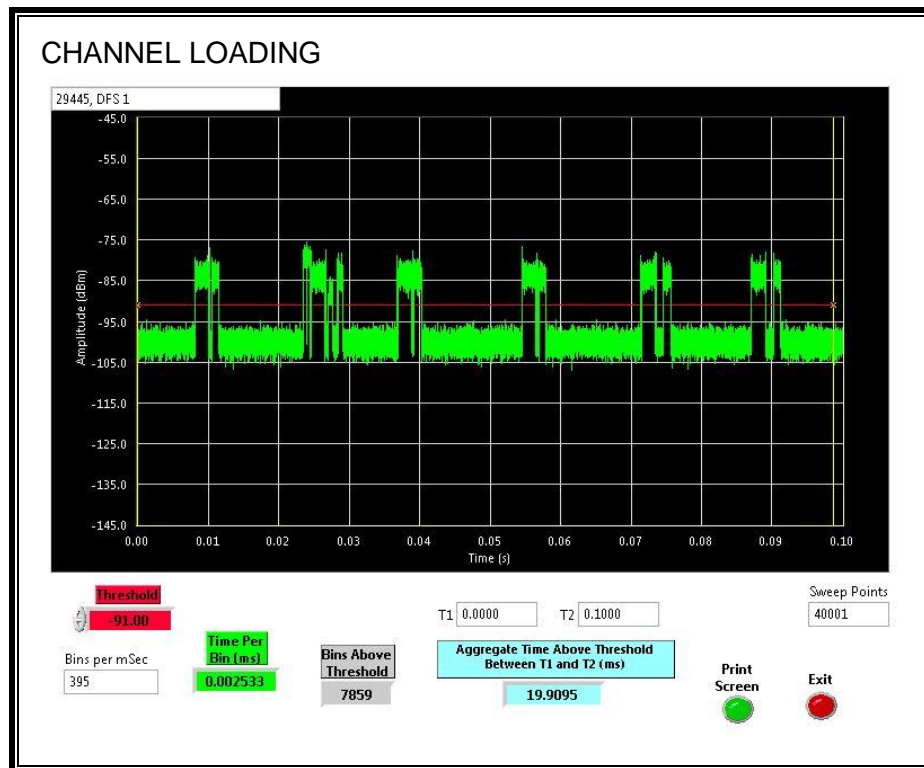 CHANNEL LOADING
29445, DFS 1
-45.0
-55.0
-65.0
-75.0
-85.0
-95.0
-105.0
-115.0
-125.0
-145.0
Amplitude (dBm)
0.00 0.01 0.02 0.03 0.04 0.05 0.06 0.07 0.08 0.09 0.10
Time (s)
Threshold
-91.00
T1 0.0000
T2 0.1000
Sweep Points
40001
Bins per mSec
395
Time Per
Bin (ms)
0.002533
Bins Above
Threshold
7859
Aggregate Time Above Threshold
Between T1 and T2 (ms)
19.9095
Print
Screen
Exit